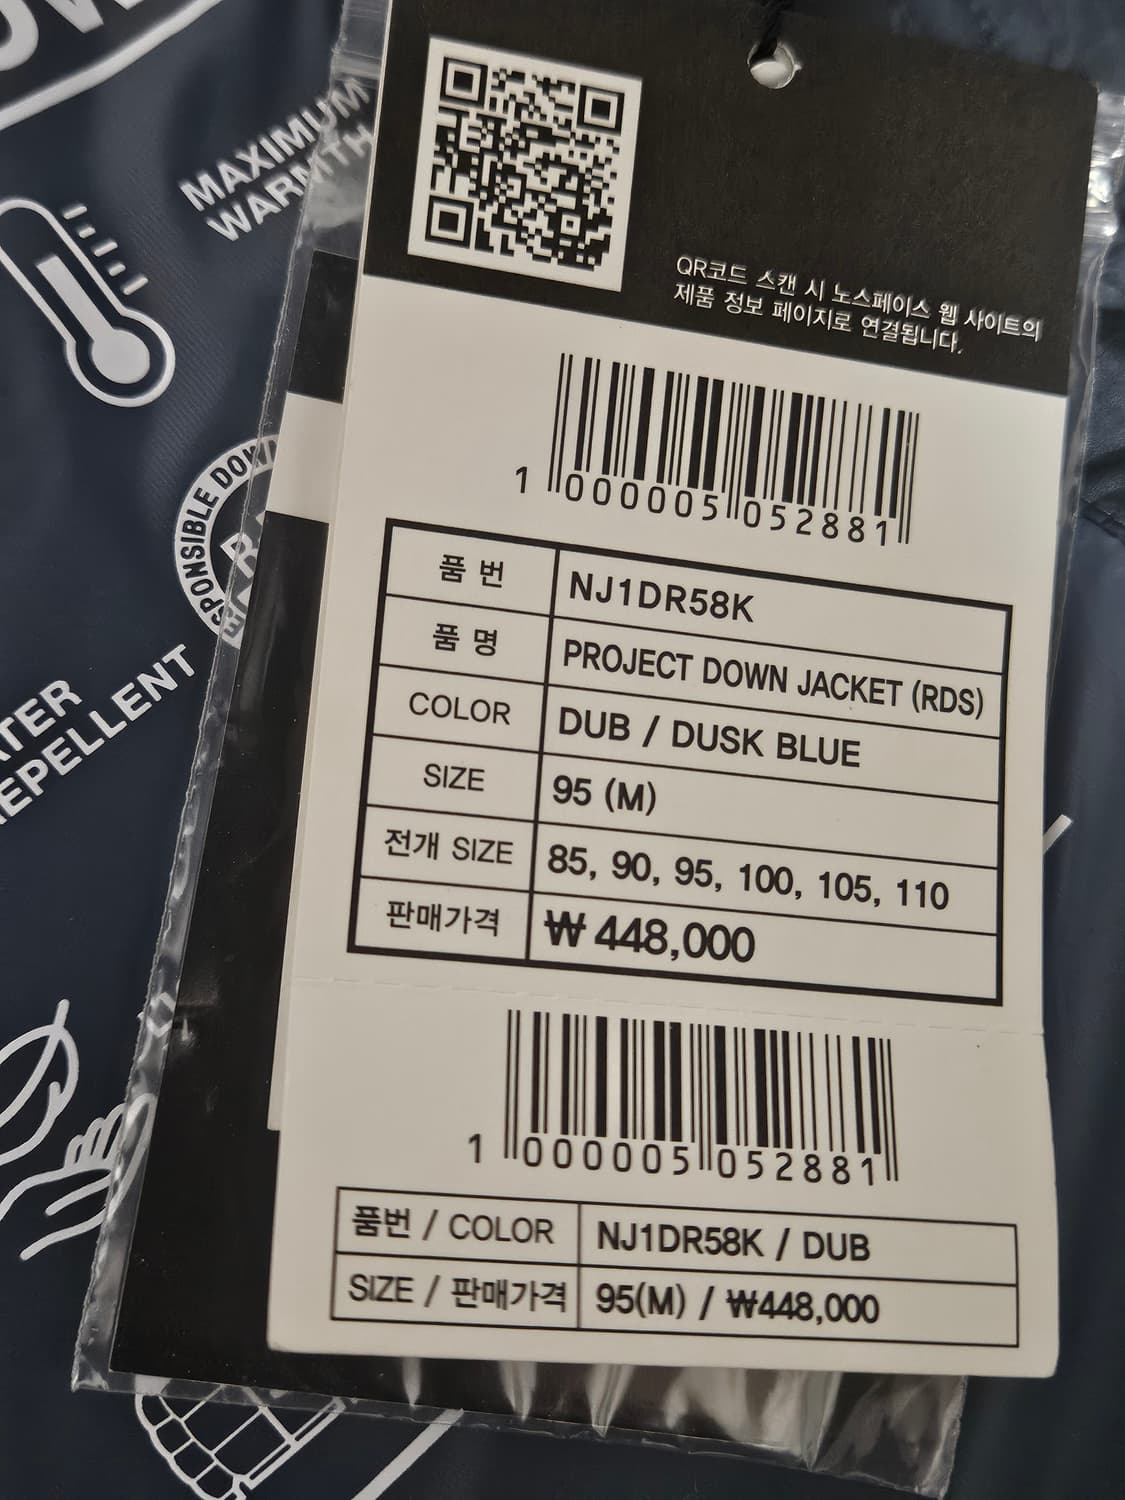 MAXIMUM
WARMTH
QR코드 스캔 시 노스페이스 웹 사이트의
제품 정보 페이지로 연결됩니다.
1 000005 052881
품 번 NJ1DR58K
품 명 PROJECT DOWN JACKET (RDS)
COLOR DUB / DUSK BLUE
SIZE 95 (M)
전개 SIZE 85, 90, 95, 100, 105, 110
판매가격 ₩ 448,000
1 000005 052881
품번 / COLOR NJ1DR58K / DUB
SIZE / 판매가격 95(M) / ₩448,000
SPONSIBLE DOWN
ATER
EPELLENT